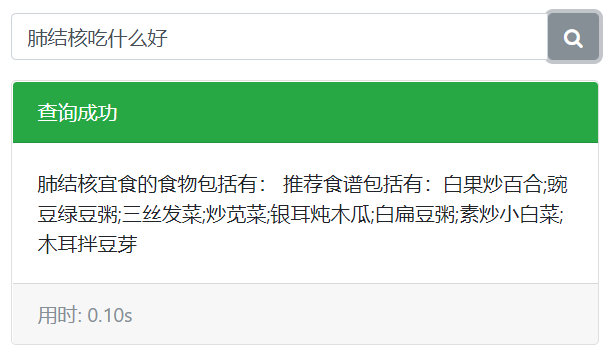 肺结核吃什么好
查询成功
肺结核宜食的食物包括有： 推荐食谱包括有：白果炒百合;豌
豆绿豆粥;三丝发菜;炒苋菜;银耳炖木瓜;白扁豆粥;素炒小白菜;
木耳拌豆芽
用时: 0.10s